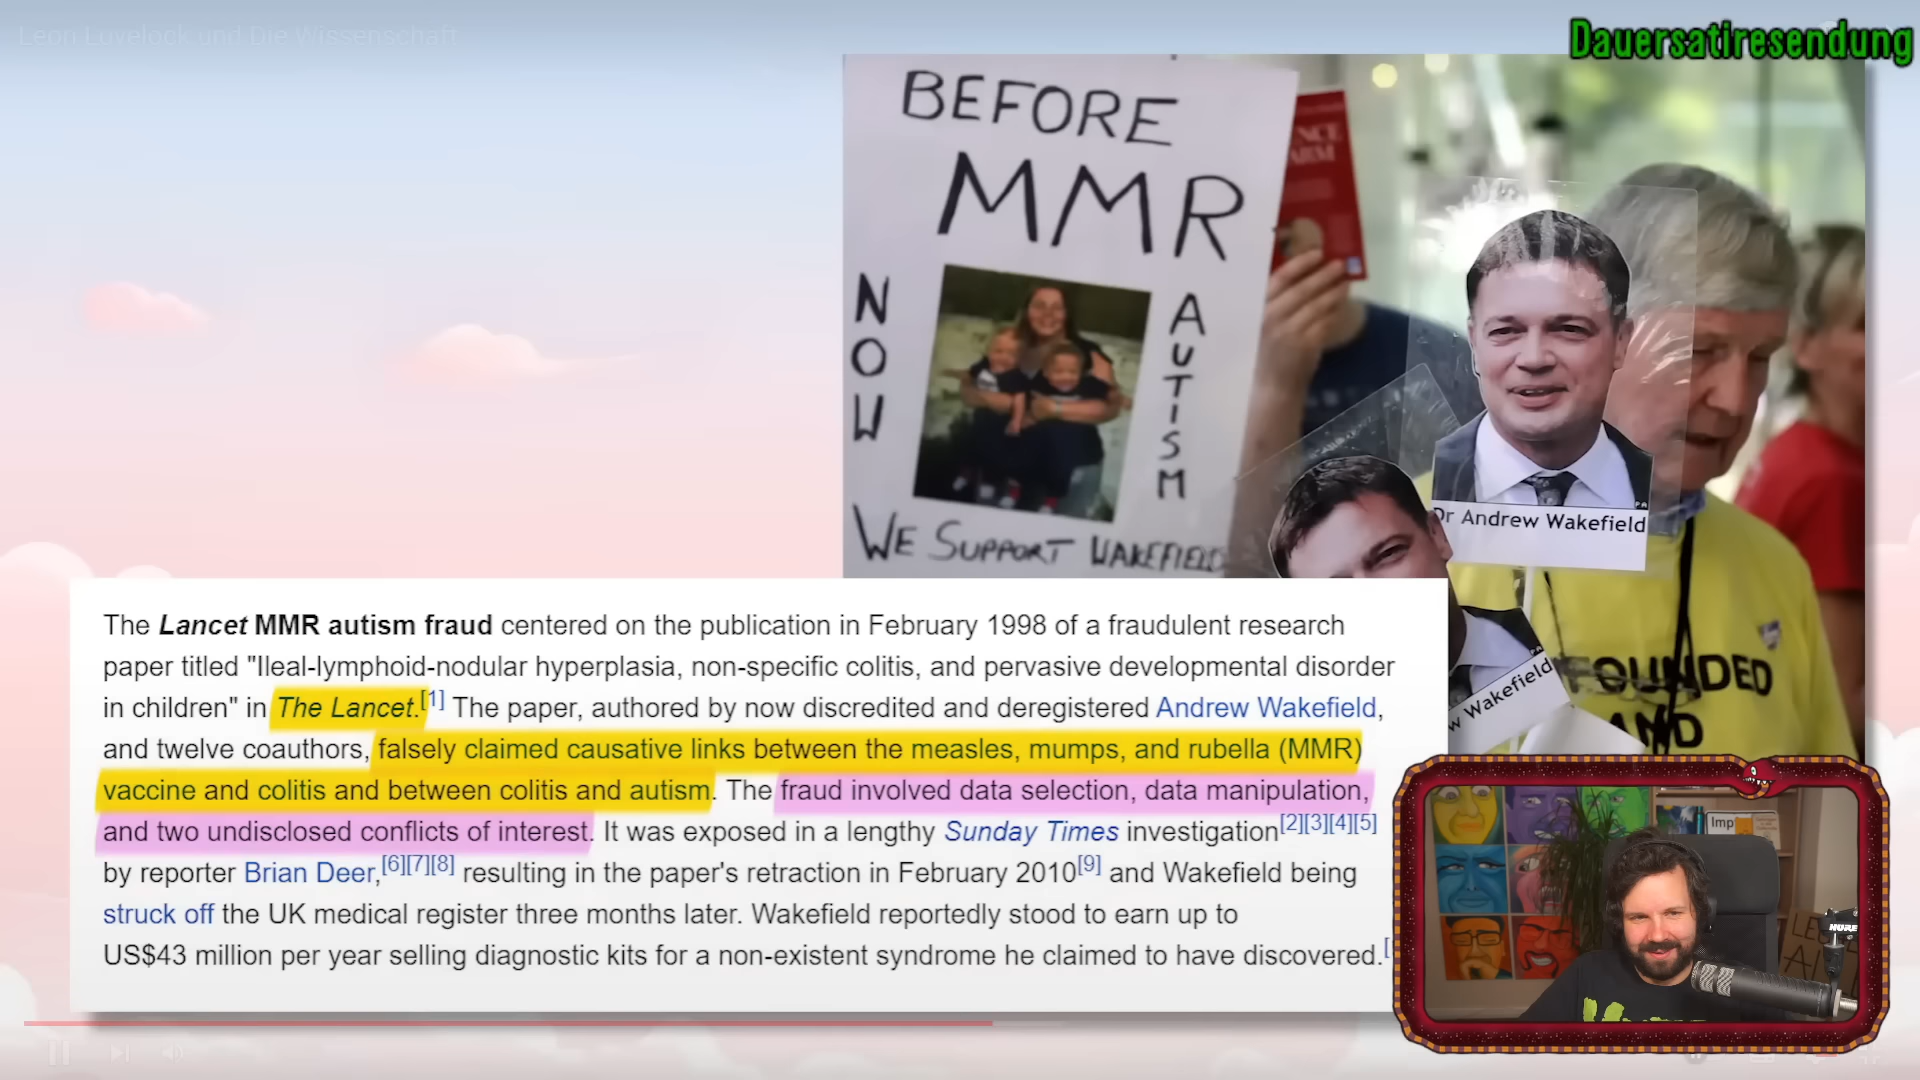 Leon Luvelock und Die Wissenschaft
Dauersatiresendung
BEFORE
MMR
NOW
AUTISM
WE SUPPORT WAKEFIELD
Dr Andrew Wakefield
w Wakefield
FOUNDED
AND
The Lancet MMR autism fraud centered on the publication in February 1998 of a fraudulent research
paper titled "Ileal-lymphoid-nodular hyperplasia, non-specific colitis, and pervasive developmental disorder
in children" in The Lancet.[1] The paper, authored by now discredited and deregistered Andrew Wakefield,
and twelve coauthors, falsely claimed causative links between the measles, mumps, and rubella (MMR)
vaccine and colitis and between colitis and autism. The fraud involved data selection, data manipulation,
and two undisclosed conflicts of interest. It was exposed in a lengthy Sunday Times investigation[2][3][4][5]
by reporter Brian Deer,[6][7][8] resulting in the paper's retraction in February 2010[9] and Wakefield being
struck off the UK medical register three months later. Wakefield reportedly stood to earn up to
US$43 million per year selling diagnostic kits for a non-existent syndrome he claimed to have discovered.[